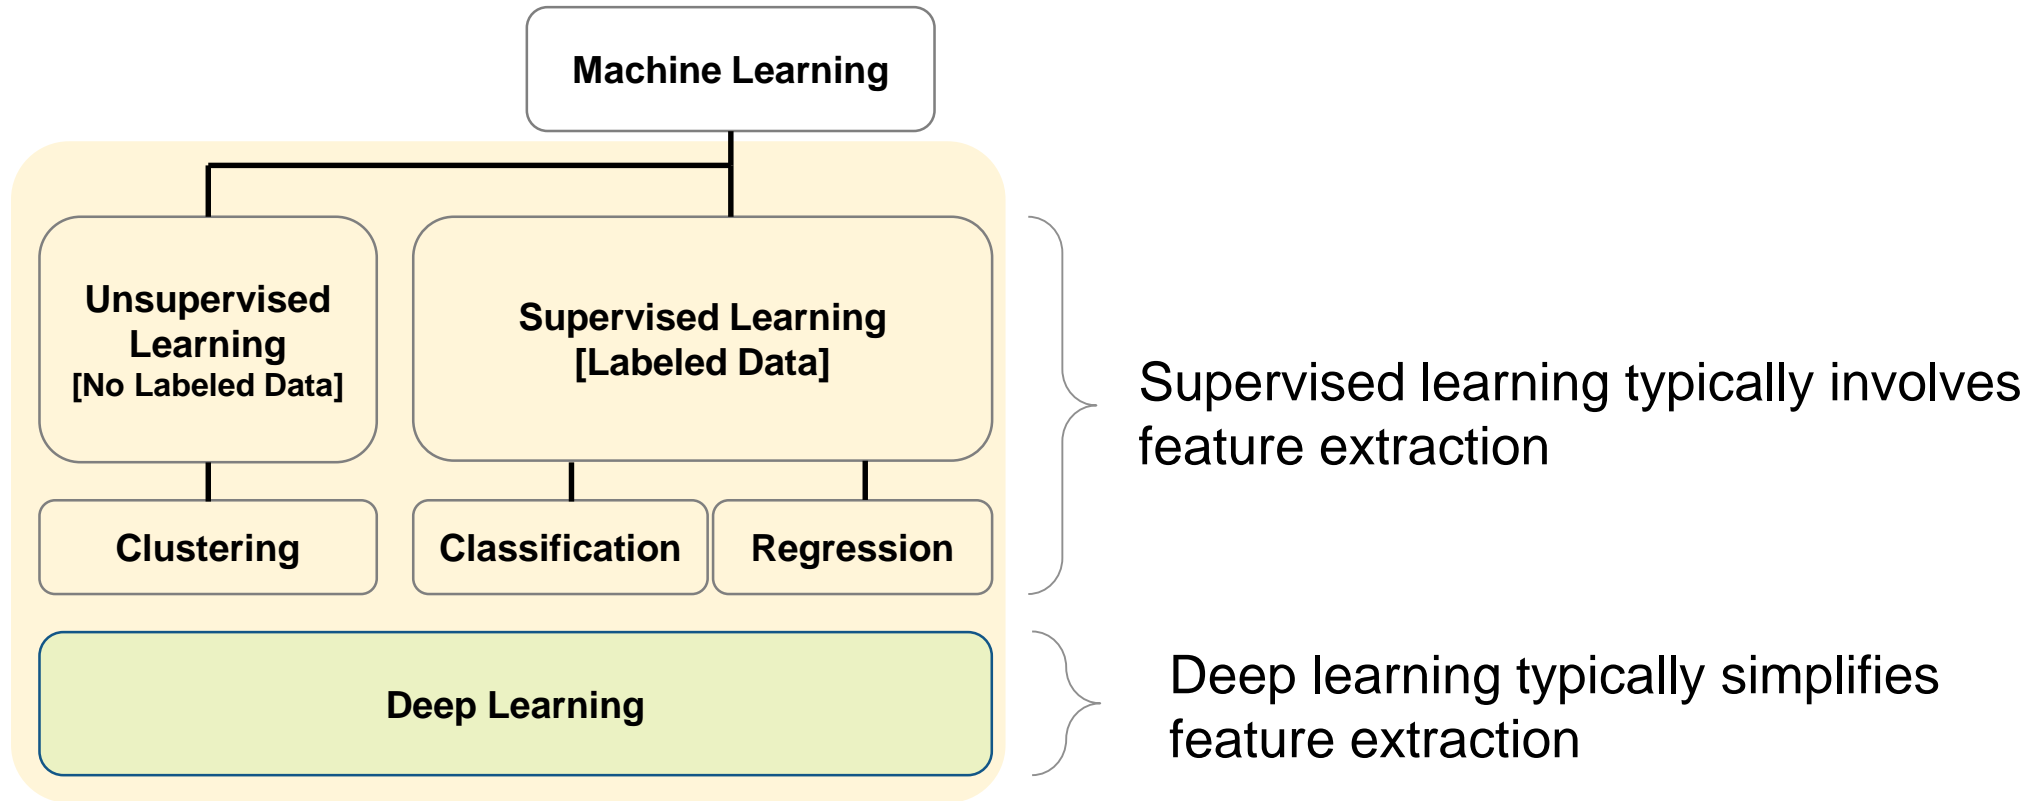 Machine Learning
Unsupervised
Learning
[No Labeled Data]
Supervised Learning
[Labeled Data]
Clustering
Classification
Regression
Deep Learning
Supervised learning typically involves
feature extraction
Deep learning typically simplifies
feature extraction